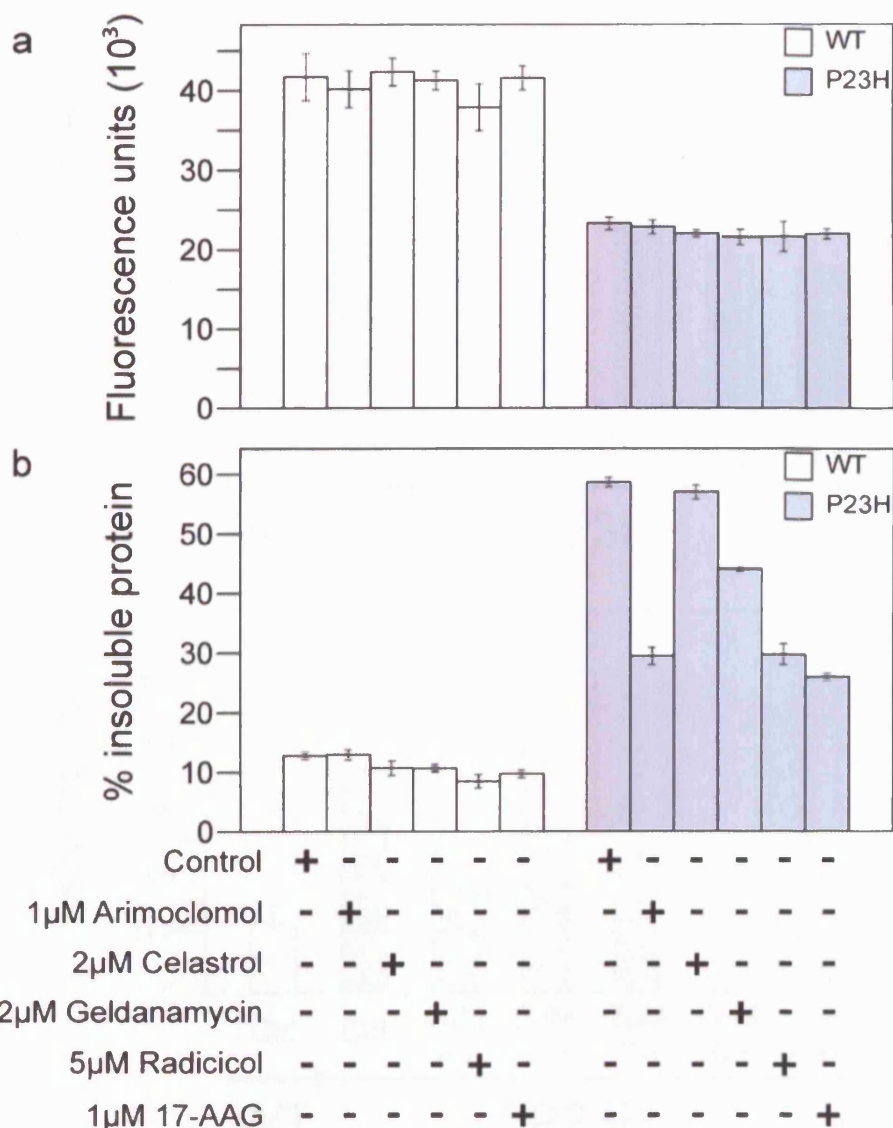 a
Fluorescence units (10³)
40
30
20
10
0
WT
P23H
b
% insoluble protein
60
50
40
30
20
10
0
WT
P23H
Control + - - - - - + - - - - -
1µM Arimoclomol - + - - - - - + - - - -
2µM Celastrol - - + - - - - - + - - -
2µM Geldanamycin - - - + - - - - - + - -
5µM Radicicol - - - - + - - - - - + -
1µM 17-AAG - - - - - + - - - - - +